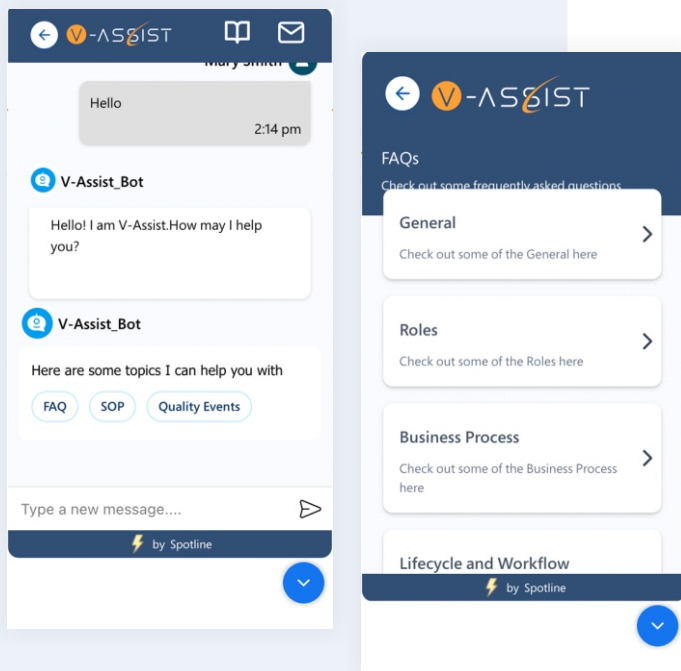 V-ASSIST
Mary Smith
Hello
2:14 pm
V-Assist_Bot
Hello! I am V-Assist.How may I help
you?
V-Assist_Bot
Here are some topics I can help you with
FAQ SOP Quality Events
Type a new message....
by Spotline
V-ASSIST
FAQs
Check out some frequently asked questions
General
Check out some of the General here
Roles
Check out some of the Roles here
Business Process
Check out some of the Business Process
here
Lifecycle and Workflow
by Spotline